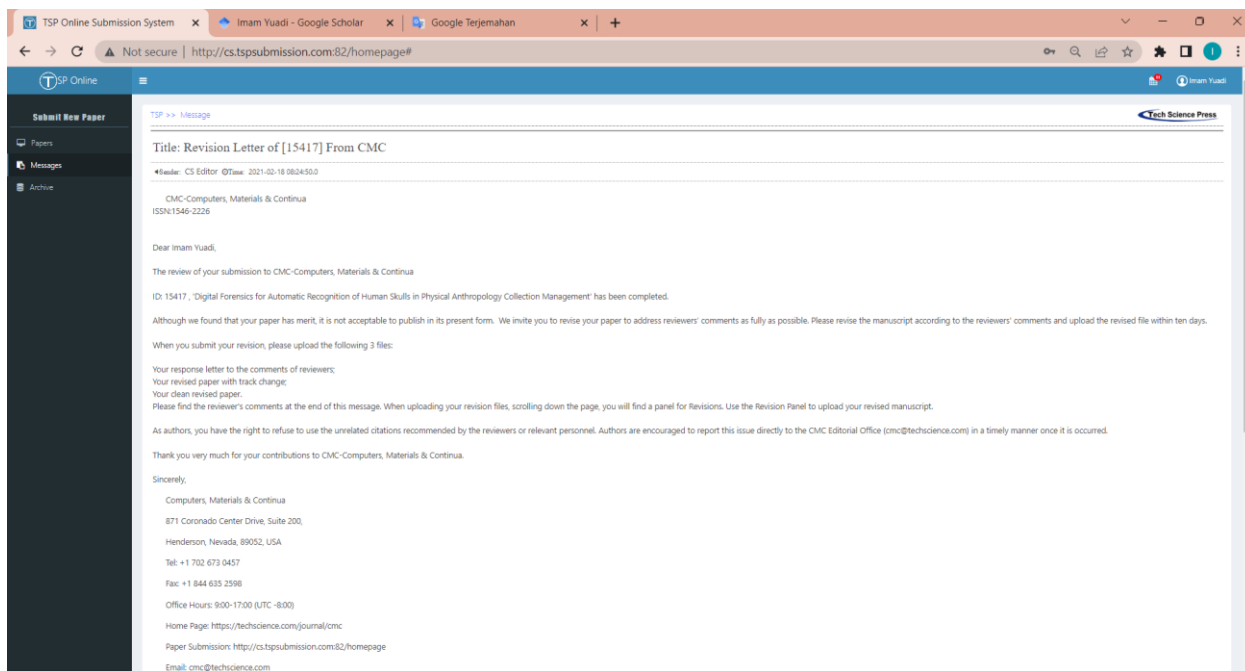 TSP Online Submission System
Imam Yuadi - Google Scholar
Google Terjemahan
Not secure | http://cs.tspsubmission.com:82/homepage#
TSP Online
Imam Yuadi
Submit New Paper
Papers
Messages
Archive
TSP >> Message
Tech Science Press
Title: Revision Letter of [15417] From CMC
Sender: CS Editor Time: 2021-02-18 08:24:50.0
CMC-Computers, Materials & Continua
ISSN:1546-2226
Dear Imam Yuadi,
The review of your submission to CMC-Computers, Materials & Continua
ID: 15417 , 'Digital Forensics for Automatic Recognition of Human Skulls in Physical Anthropology Collection Management' has been completed.
Although we found that your paper has merit, it is not acceptable to publish in its present form. We invite you to revise your paper to address reviewers' comments as fully as possible. Please revise the manuscript according to the reviewers' comments and upload the revised file within ten days.
When you submit your revision, please upload the following 3 files:
Your response letter to the comments of reviewers;
Your revised paper with track change;
Your clean revised paper.
Please find the reviewer's comments at the end of this message. When uploading your revision files, scrolling down the page, you will find a panel for Revisions. Use the Revision Panel to upload your revised manuscript.
As authors, you have the right to refuse to use the unrelated citations recommended by the reviewers or relevant personnel. Authors are encouraged to report this issue directly to the CMC Editorial Office (cmc@techscience.com) in a timely manner once it is occurred.
Thank you very much for your contributions to CMC-Computers, Materials & Continua.
Sincerely,
Computers, Materials & Continua
871 Coronado Center Drive, Suite 200,
Henderson, Nevada, 89052, USA
Tel: +1 702 673 0457
Fax: +1 844 635 2598
Office Hours: 9:00-17:00 (UTC -8:00)
Home Page: https://techscience.com/journal/cmc
Paper Submission: http://cs.tspsubmission.com:82/homepage
Email: cmc@techscience.com